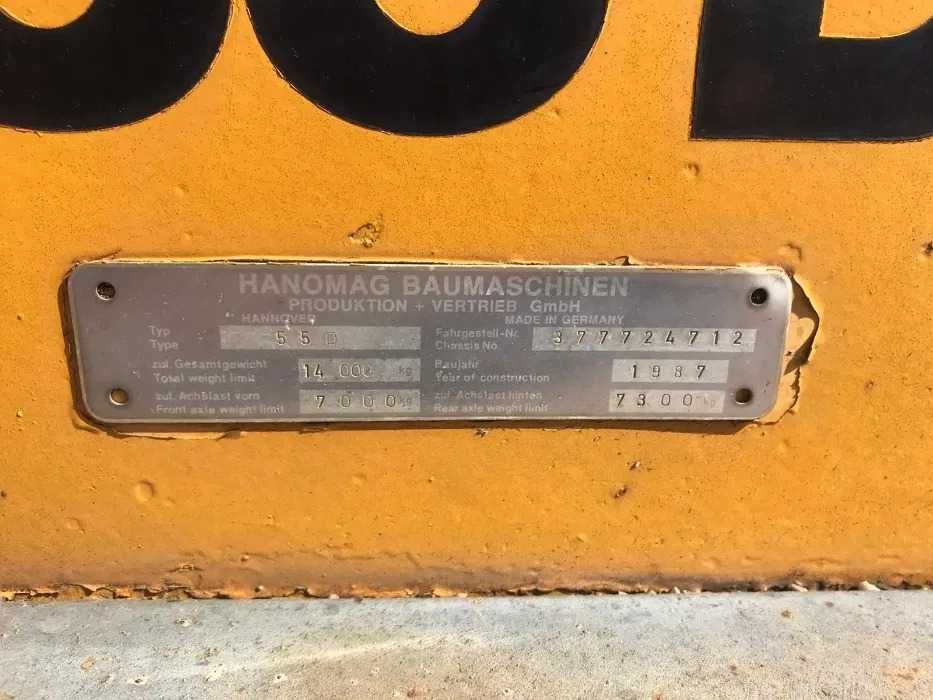 HANOMAG BAUMASCHINEN
PRODUKTION + VERTRIEB GmbH
HANNOVER MADE IN GERMANY
Typ
Type 55D
Fahrgestell-Nr.
Chassis No. 377724712
zul. Gesamtgewicht
Total weight limit 14 000 kg
Baujahr
Year of construction 1987
zul. Achslast vorn
Front axle weight limit 7000 kg
zul. Achslast hinten
Rear axle weight limit 7300 kg